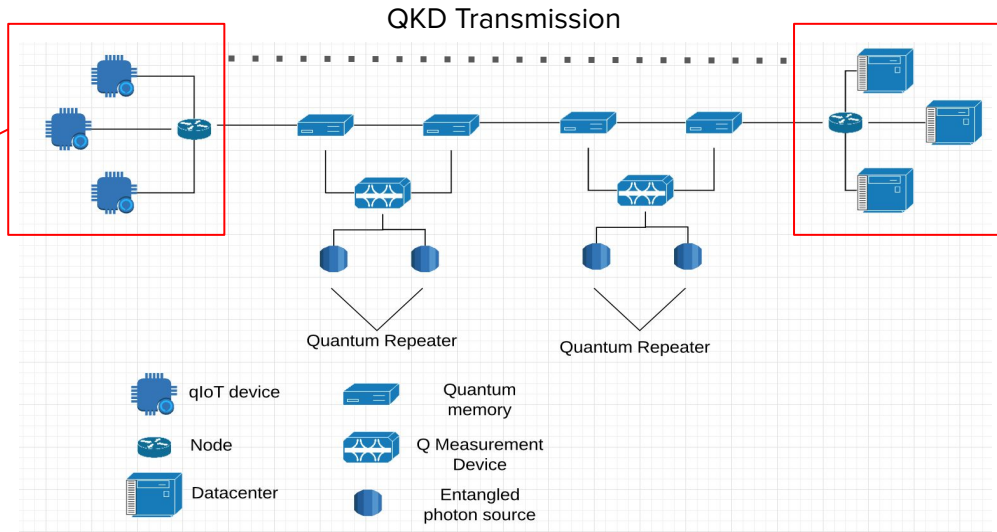 QKD Transmission
Quantum Repeater
Quantum Repeater
qIoT device
Quantum
memory
Node
Q Measurement
Device
Datacenter
Entangled
photon source